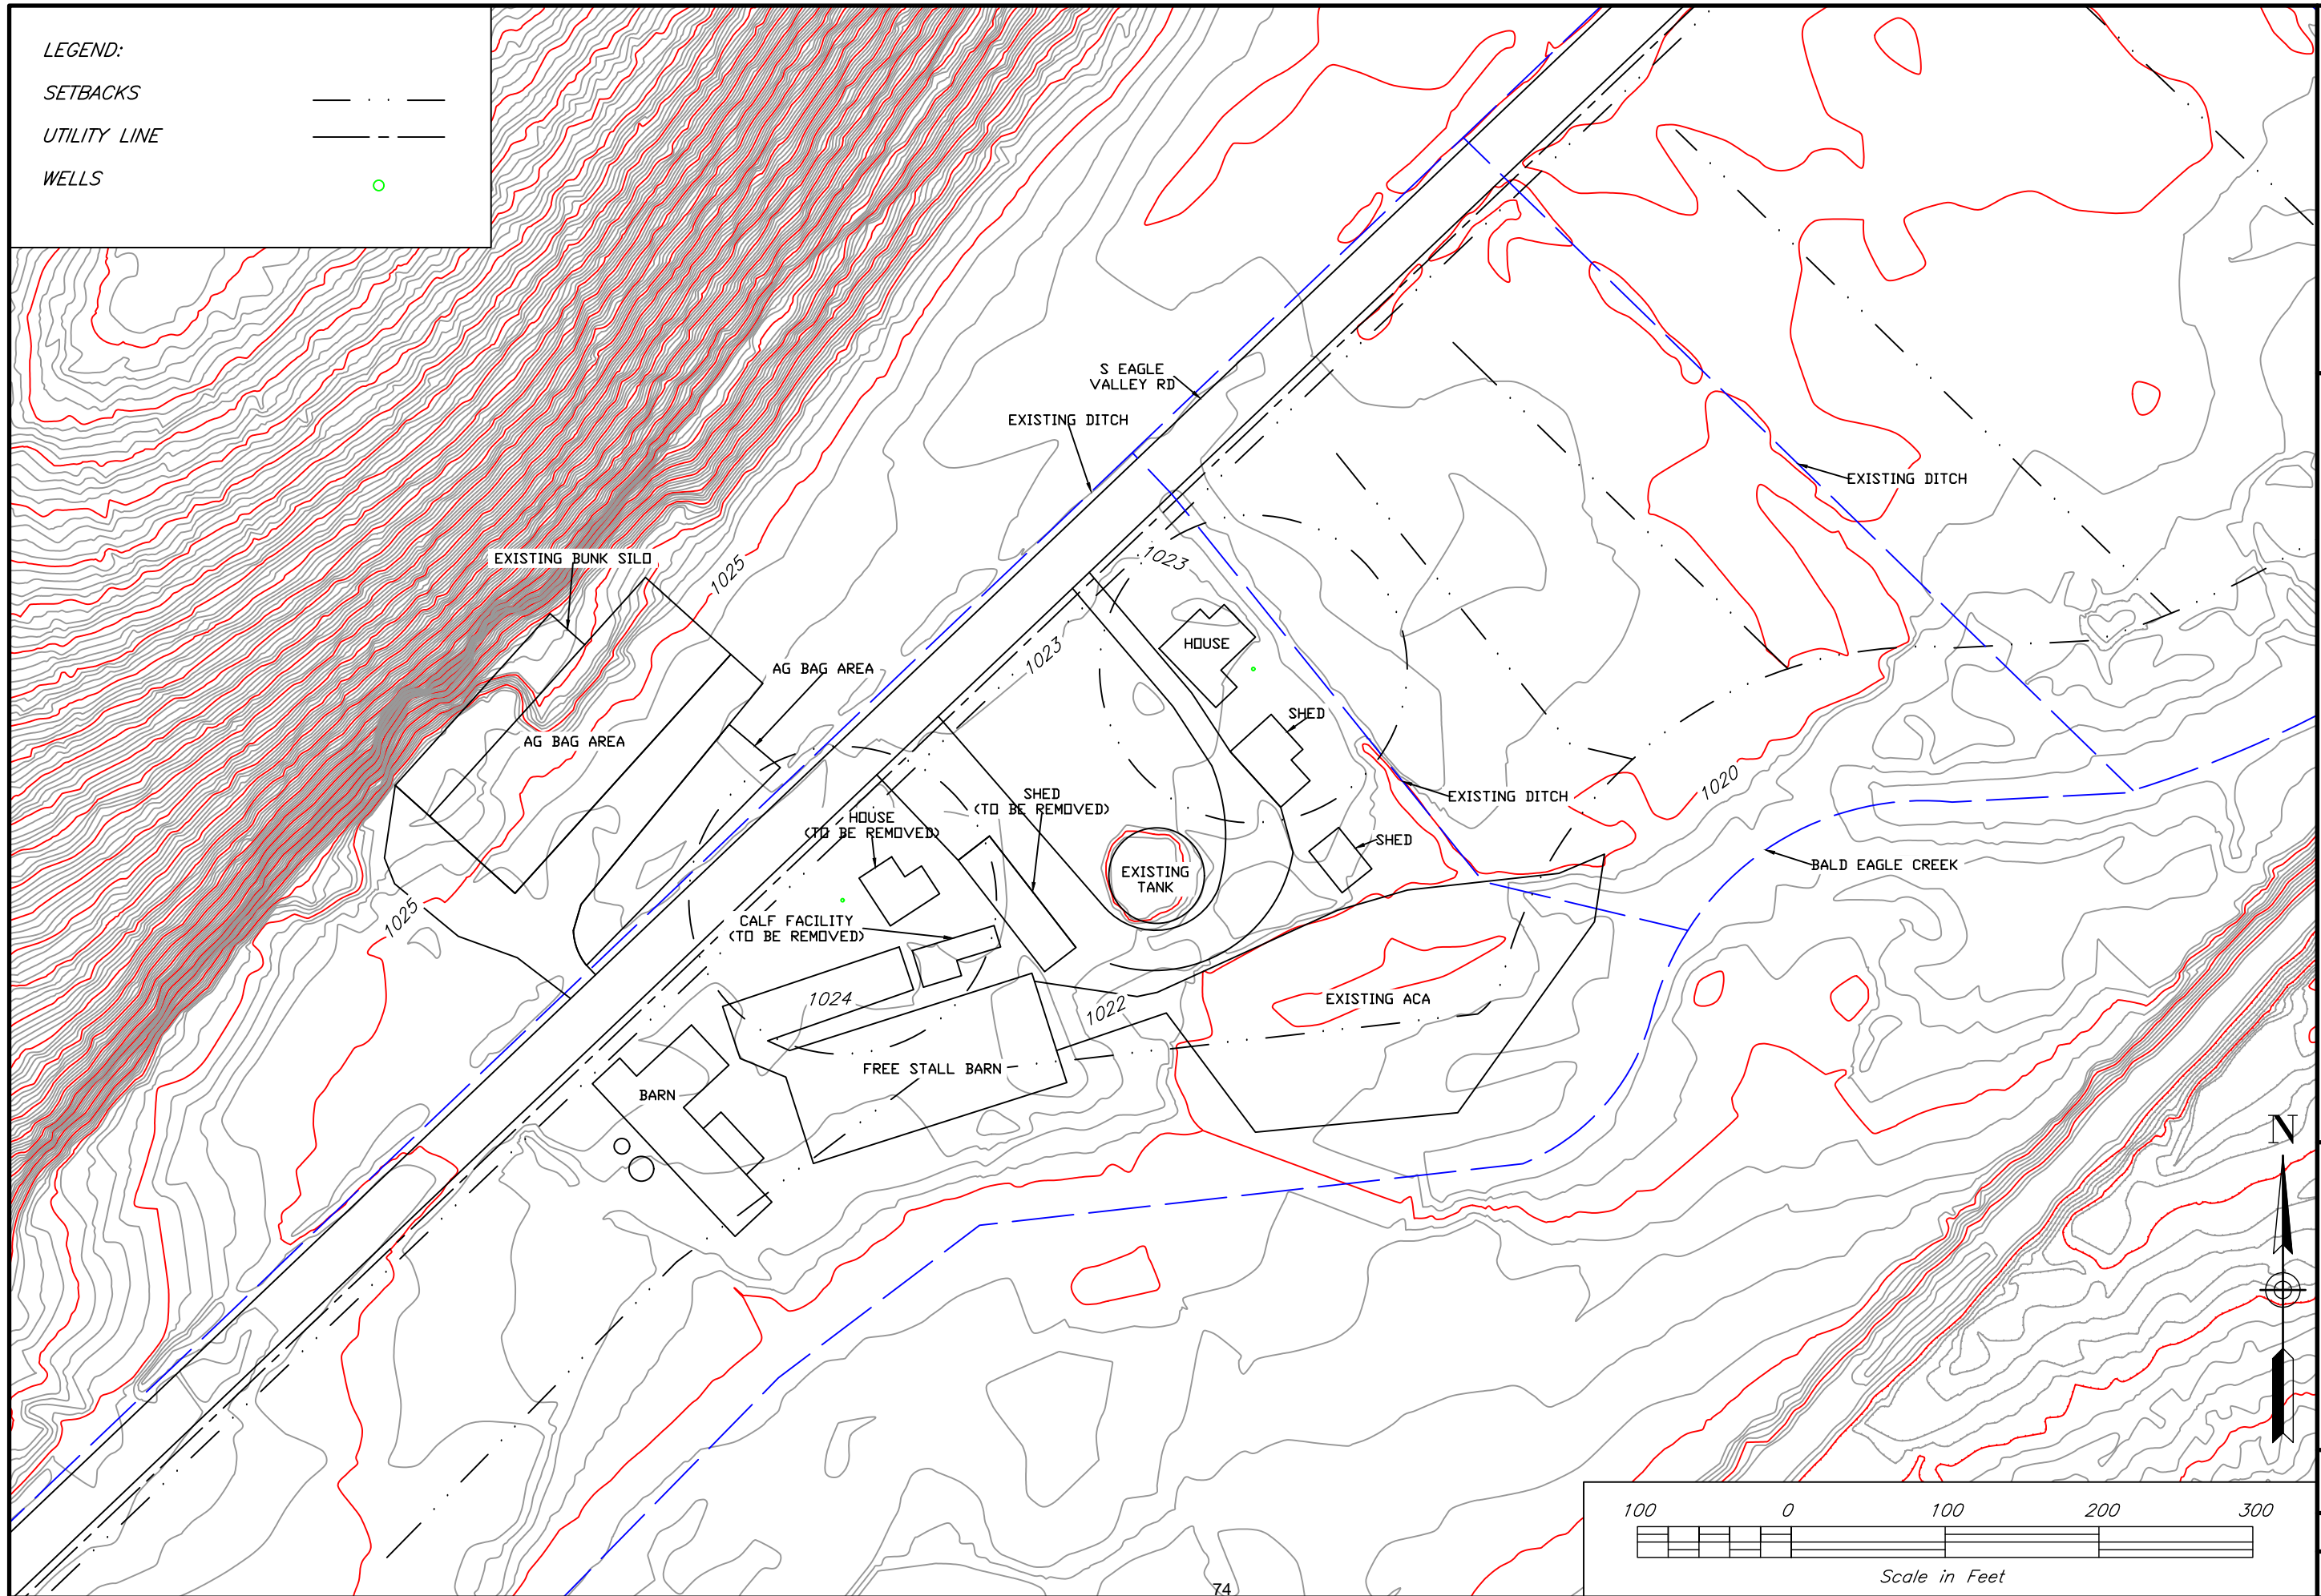 LEGEND:
SETBACKS
UTILITY LINE
WELLS
S EAGLE
VALLEY RD
EXISTING DITCH
EXISTING DITCH
EXISTING BUNK SILO
1025
1023
1023
HOUSE
AG BAG AREA
AG BAG AREA
SHED
SHED
(TO BE REMOVED)
HOUSE
(TO BE REMOVED)
EXISTING DITCH
1020
SHED
EXISTING
TANK
BALD EAGLE CREEK
1025
CALF FACILITY
(TO BE REMOVED)
1024
1022
EXISTING ACA
FREE STALL BARN
BARN
N
100 0 100 200 300
Scale in Feet
74